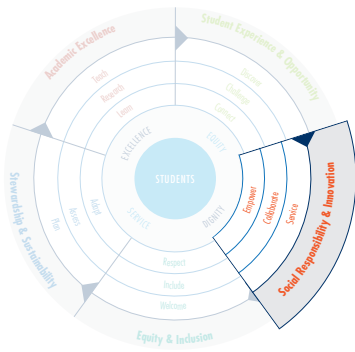 Academic Excellence
Teach
Research
Learn
Student Experience & Opportunity
Discover
Challenge
Connect
Social Responsibility & Innovation
Service
Collaborate
Empower
Equity & Inclusion
Respect
Include
Welcome
Stewardship & Sustainability
Plan
Assess
Adapt
EXCELLENCE
EQUITY
DIGNITY
SERVICE
STUDENTS